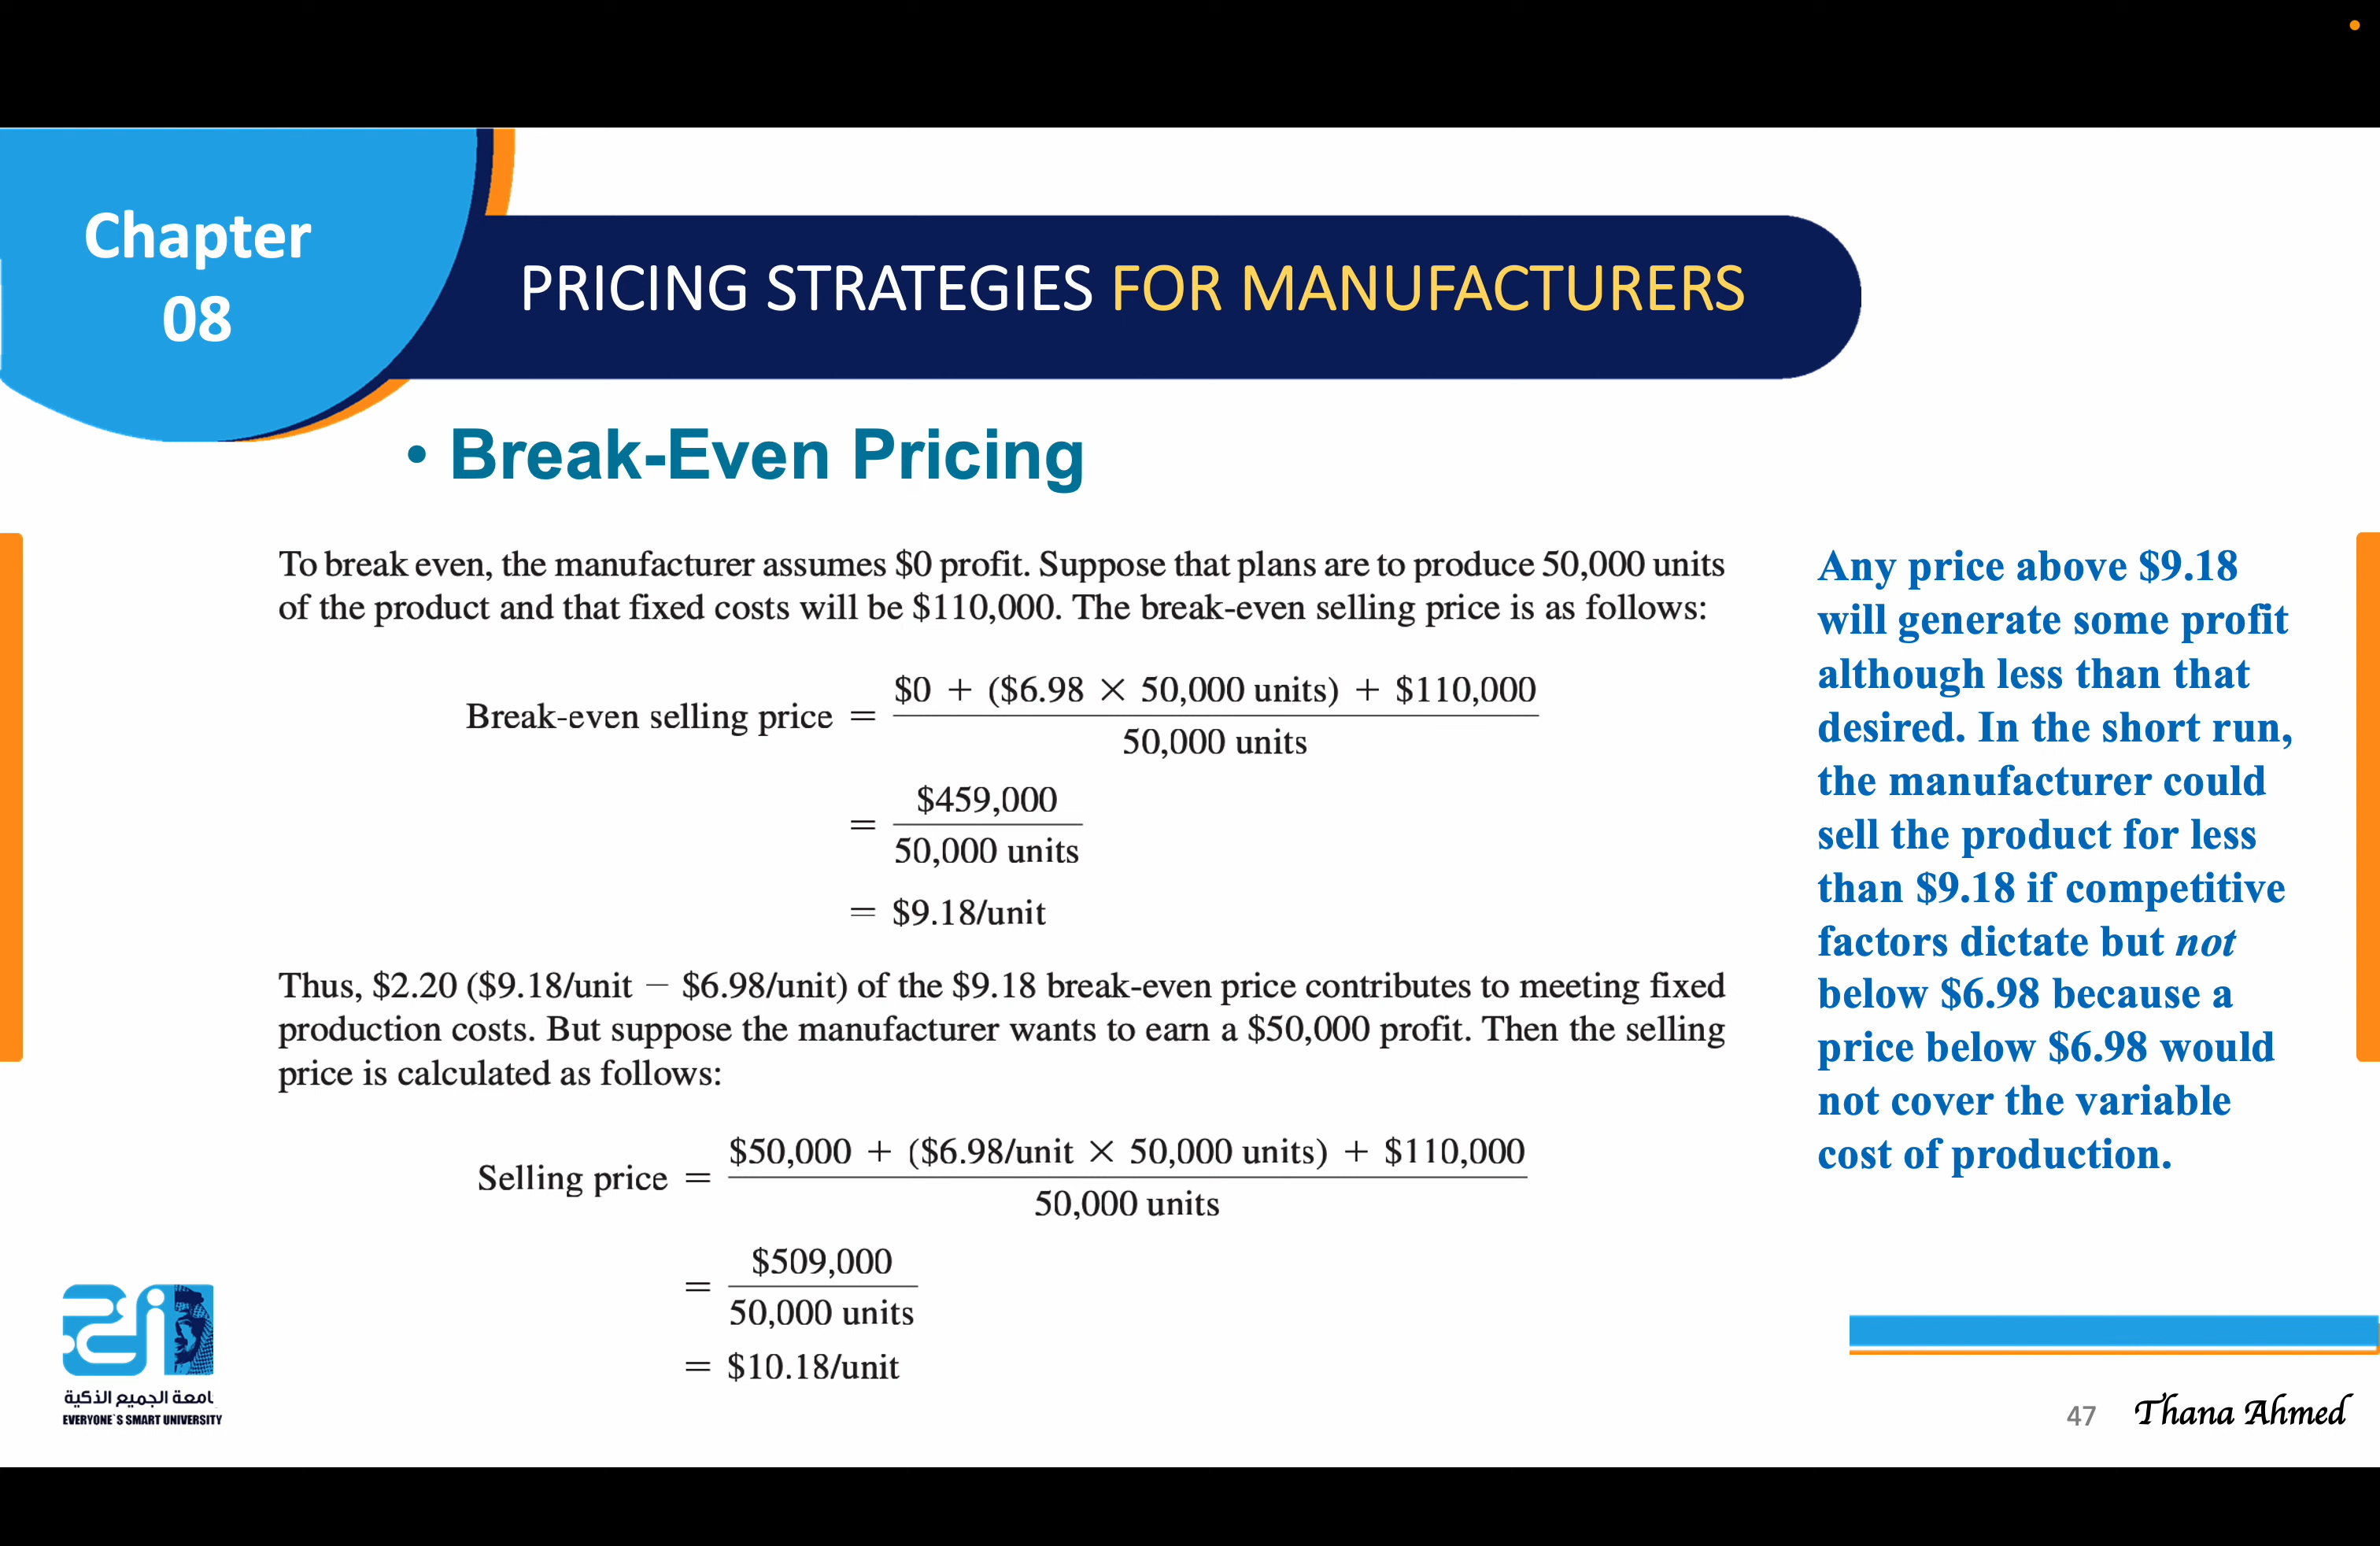 Chapter
08
PRICING STRATEGIES FOR MANUFACTURERS
• Break-Even Pricing
To break even, the manufacturer assumes $0 profit. Suppose that plans are to produce 50,000 units
of the product and that fixed costs will be $110,000. The break-even selling price is as follows:
Break-even selling price = $0 + ($6.98 × 50,000 units) + $110,000
50,000 units
= $459,000
50,000 units
= $9.18/unit
Thus, $2.20 ($9.18/unit − $6.98/unit) of the $9.18 break-even price contributes to meeting fixed
production costs. But suppose the manufacturer wants to earn a $50,000 profit. Then the selling
price is calculated as follows:
Selling price = $50,000 + ($6.98/unit × 50,000 units) + $110,000
50,000 units
= $509,000
50,000 units
= $10.18/unit
Any price above $9.18
will generate some profit
although less than that
desired. In the short run,
the manufacturer could
sell the product for less
than $9.18 if competitive
factors dictate but not
below $6.98 because a
price below $6.98 would
not cover the variable
cost of production.
امعة الجميع الذكية
EVERYONE`S SMART UNIVERSITY
47
Thana Ahmed